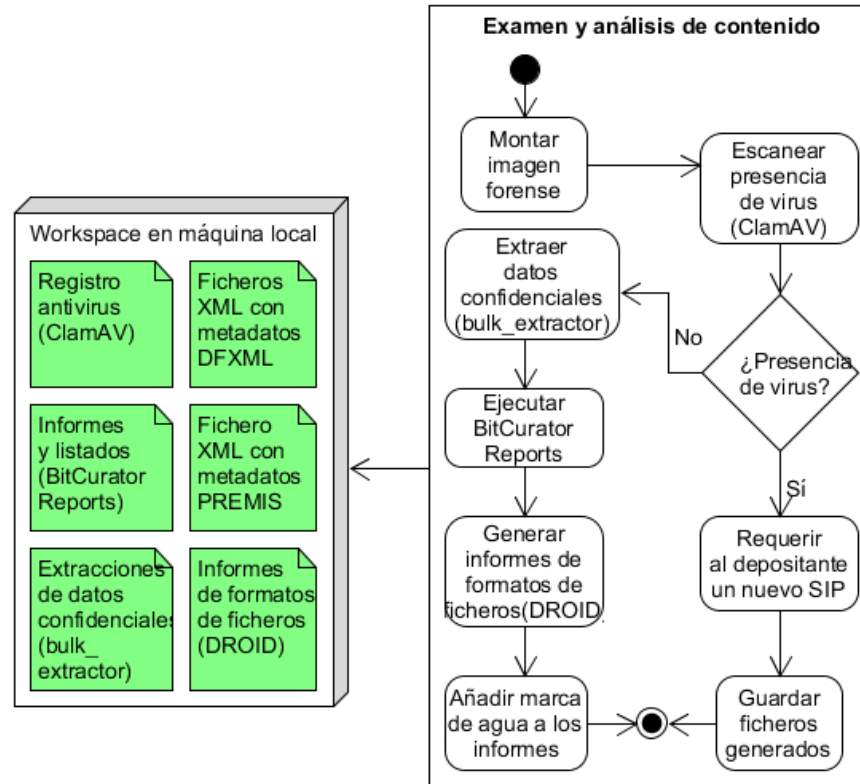 Examen y análisis de contenido
Montar
imagen
forense
Escanear
presencia
de virus
(ClamAV)
¿Presencia
de virus?
No
Sí
Extraer
datos
confidenciales
(bulk_extractor)
Ejecutar
BitCurator
Reports
Generar
informes de
formatos de
ficheros(DROID
Añadir marca
de agua a los
informes
Requerir
al depositante
un nuevo SIP
Guardar
ficheros
generados
Workspace en máquina local
Registro
antivirus
(ClamAV)
Ficheros
XML con
metadatos
DFXML
Informes
y listados
(BitCurator
Reports)
Fichero
XML con
metadatos
PREMIS
Extracciones
de datos
confidenciales
(bulk_
extractor)
Informes
de formatos
de ficheros
(DROID)